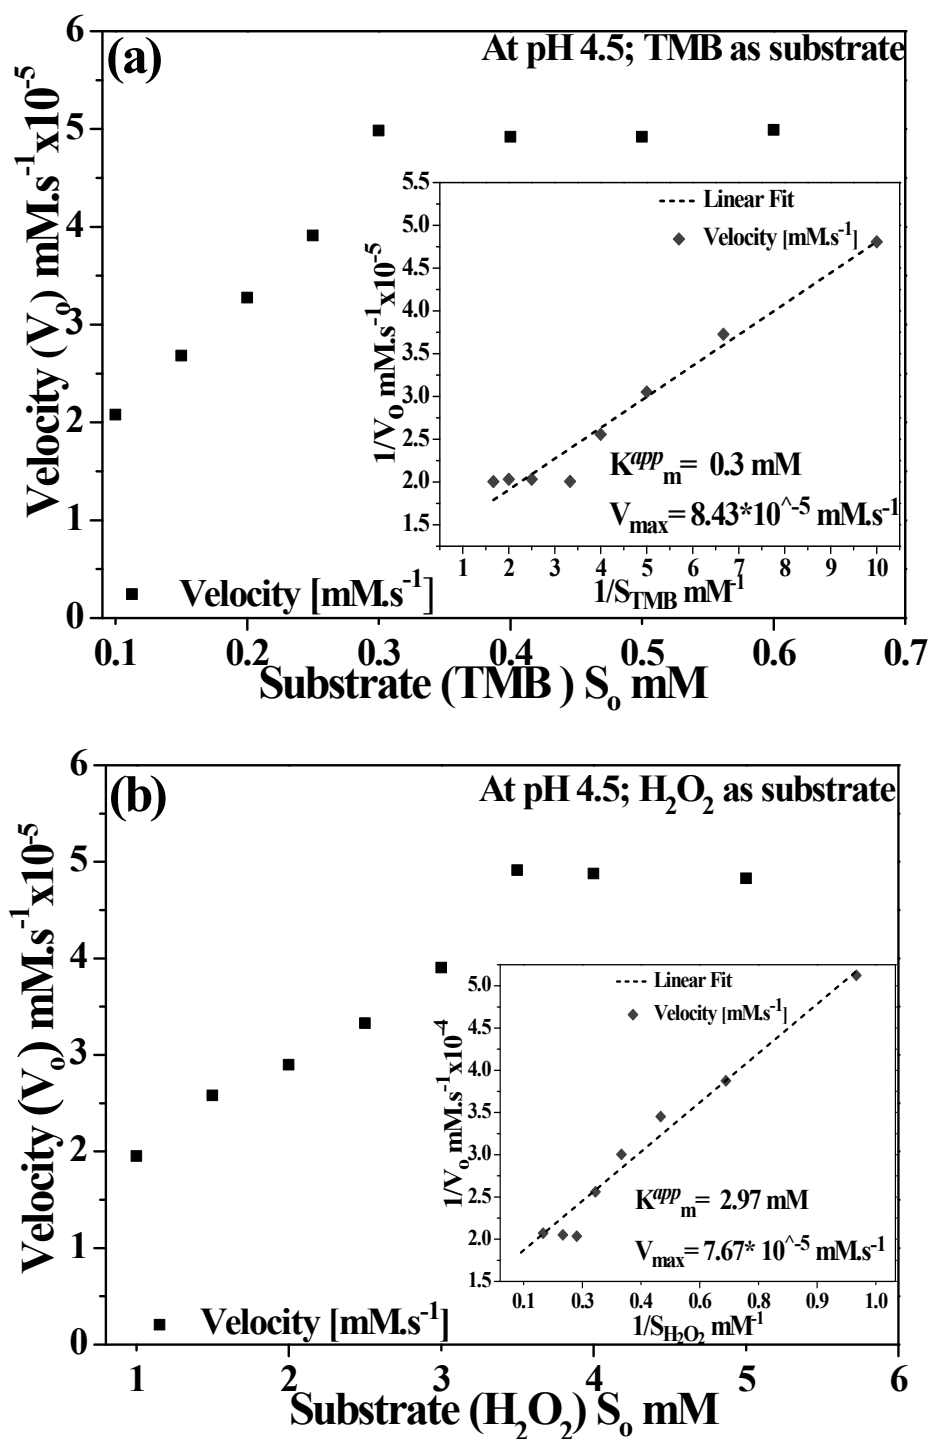 (a)
At pH 4.5; TMB as substrate
Velocity (Vo) mM.s-1x10-5
6
5
4
3
2
1
0
0.1 0.2 0.3 0.4 0.5 0.6 0.7
Substrate (TMB ) So mM
Velocity [mM.s-1]
Linear Fit
Velocity [mM.s-1]
1/Vo mM.s-1x10-5
5.5
5.0
4.5
4.0
3.5
3.0
2.5
2.0
1.5
Kappm= 0.3 mM
Vmax= 8.43*10^-5 mM.s-1
1 2 3 4 5 6 7 8 9 10
1/STMB mM-1
(b)
At pH 4.5; H2O2 as substrate
Velocity (Vo) mM.s-1x10-5
6
5
4
3
2
1
0
1 2 3 4 5 6
Substrate (H2O2) So mM
Velocity [mM.s-1]
Linear Fit
Velocity [mM.s-1]
1/Vo mM.s-1x10-4
5.0
4.5
3.5
3.0
2.5
2.0
1.5
Kappm= 2.97 mM
Vmax= 7.67* 10^-5 mM.s-1
0.1 0.3 0.4 0.6 0.7 0.9 1.0
1/SH2O2 mM-1